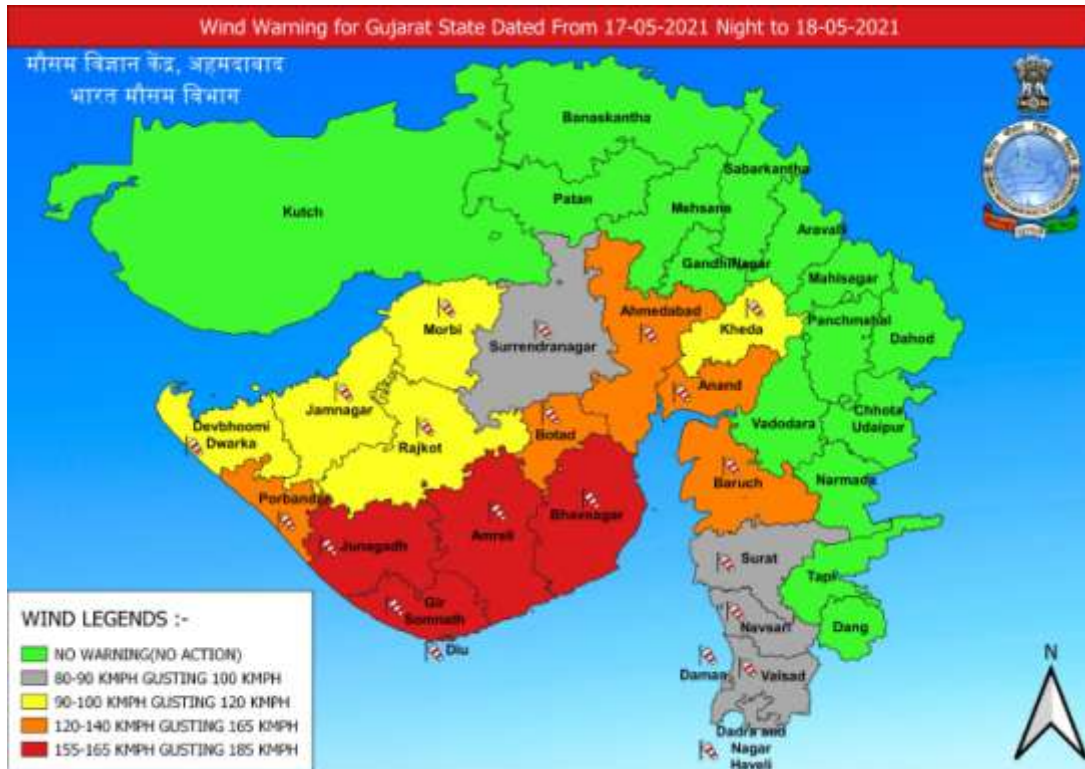 Wind Warning for Gujarat State Dated From 17-05-2021 Night to 18-05-2021
मौसम विज्ञान केंद्र, अहमदाबाद
भारत मौसम विभाग
Banaskantha
Sabarkantha
Patan
Mehsana
Kutch
Aravalli
GandhiNagar
Mahisagar
Ahmedabad
Morbi
Kheda
Panchmahal
Surrendranagar
Dahod
Anand
Jamnagar
Devbhoomi
Dwarka
Rajkot
Botad
Vadodara
Chhota
Udaipur
Baruch
Narmada
Porbandar
Bhavnagar
Amreli
Junagadh
Surat
Tapi
Gir
Somnath
Navsari
Dang
Diu
Daman
Valsad
Dadra and
Nagar
Haveli
WIND LEGENDS :-
NO WARNING(NO ACTION)
80-90 KMPH GUSTING 100 KMPH
90-100 KMPH GUSTING 120 KMPH
120-140 KMPH GUSTING 165 KMPH
155-165 KMPH GUSTING 185 KMPH
N